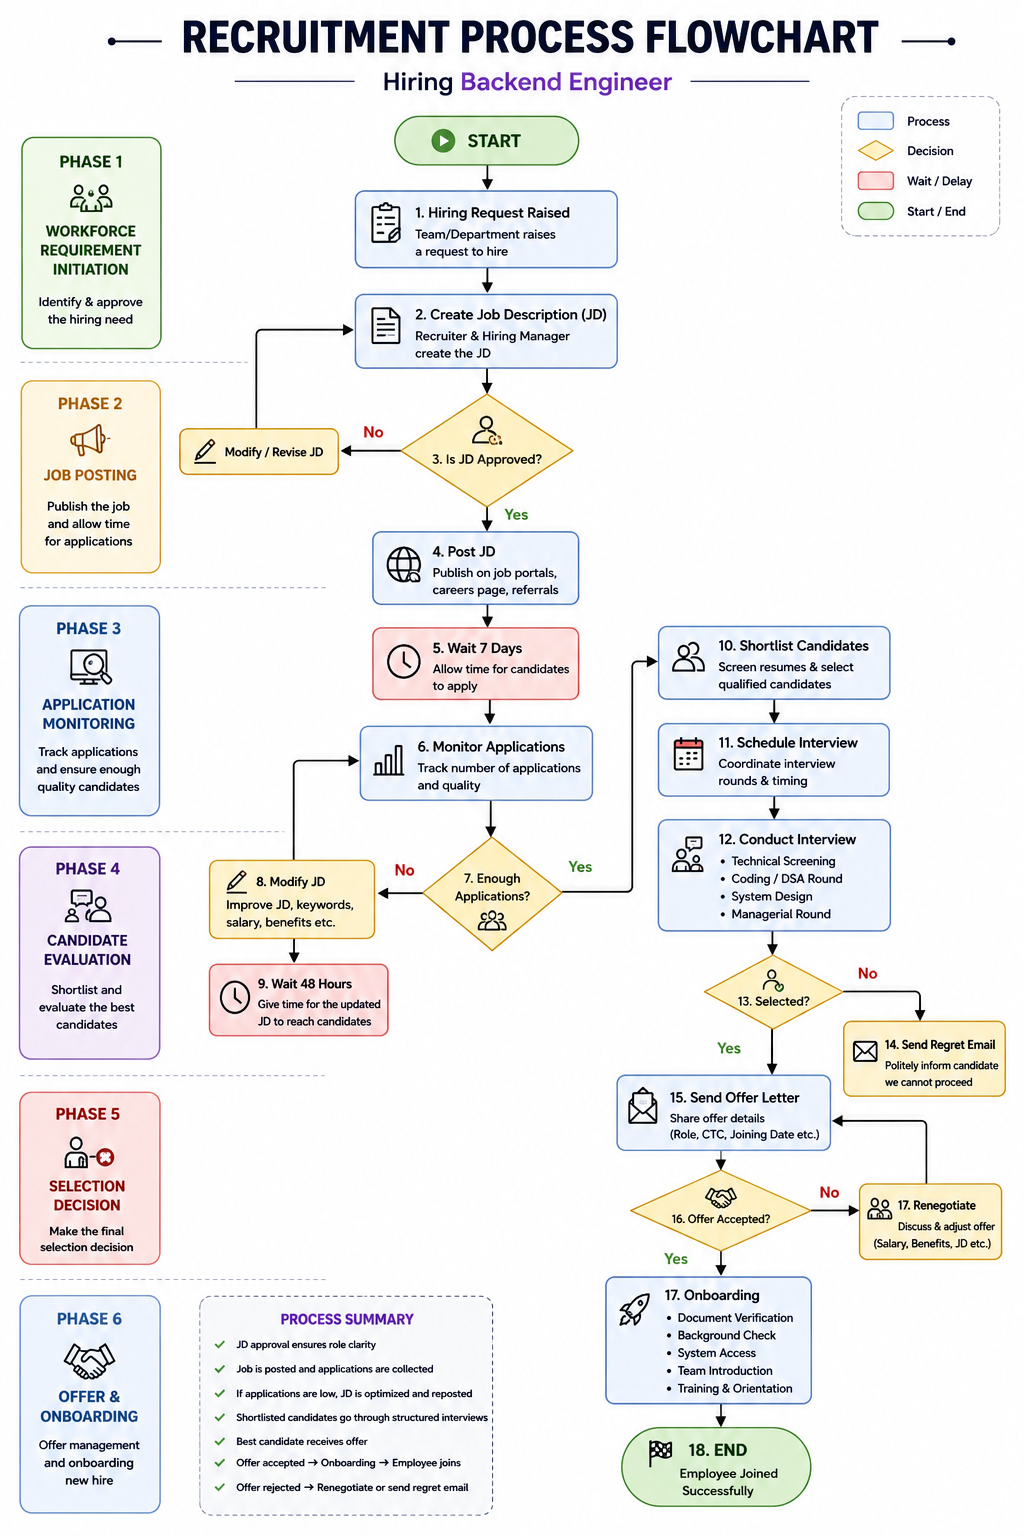 RECRUITMENT PROCESS FLOWCHART
Hiring Backend Engineer
Process
Decision
Wait / Delay
Start / End
START
PHASE 1
WORKFORCE
REQUIREMENT
INITIATION
Identify & approve
the hiring need
1. Hiring Request Raised
Team/Department raises
a request to hire
2. Create Job Description (JD)
Recruiter & Hiring Manager
create the JD
PHASE 2
JOB POSTING
Publish the job
and allow time
for applications
No
Modify / Revise JD
3. Is JD Approved?
Yes
4. Post JD
Publish on job portals,
careers page, referrals
PHASE 3
APPLICATION
MONITORING
Track applications
and ensure enough
quality candidates
5. Wait 7 Days
Allow time for candidates
to apply
6. Monitor Applications
Track number of applications
and quality
10. Shortlist Candidates
Screen resumes & select
qualified candidates
11. Schedule Interview
Coordinate interview
rounds & timing
PHASE 4
CANDIDATE
EVALUATION
Shortlist and
evaluate the best
candidates
No
7. Enough
Applications?
Yes
8. Modify JD
Improve JD, keywords,
salary, benefits etc.
9. Wait 48 Hours
Give time for the updated
JD to reach candidates
12. Conduct Interview
• Technical Screening
• Coding / DSA Round
• System Design
• Managerial Round
13. Selected?
No
14. Send Regret Email
Politely inform candidate
we cannot proceed
Yes
PHASE 5
SELECTION
DECISION
Make the final
selection decision
15. Send Offer Letter
Share offer details
(Role, CTC, Joining Date etc.)
16. Offer Accepted?
No
17. Renegotiate
Discuss & adjust offer
(Salary, Benefits, JD etc.)
Yes
PHASE 6
OFFER &
ONBOARDING
Offer management
and onboarding
new hire
PROCESS SUMMARY
JD approval ensures role clarity
Job is posted and applications are collected
If applications are low, JD is optimized and reposted
Shortlisted candidates go through structured interviews
Best candidate receives offer
Offer accepted → Onboarding → Employee joins
Offer rejected → Renegotiate or send regret email
17. Onboarding
• Document Verification
• Background Check
• System Access
• Team Introduction
• Training & Orientation
18. END
Employee Joined
Successfully